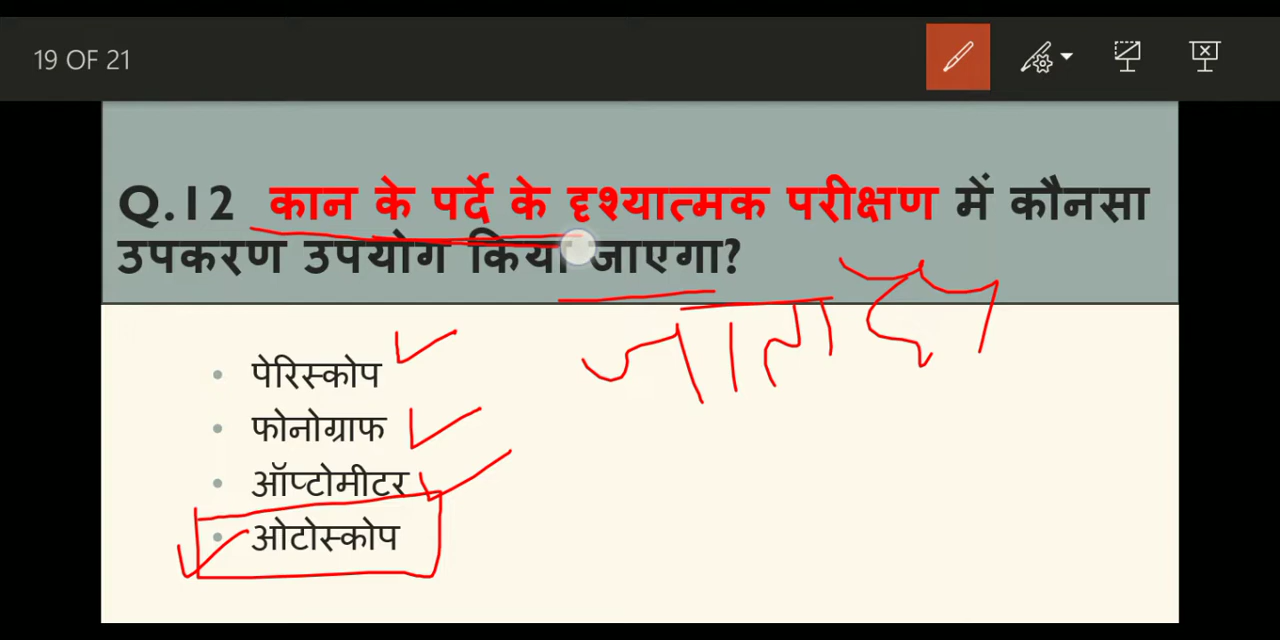 19 OF 21
Q.12 कान के पर्दे के दृश्यात्मक परीक्षण में कौनसा
उपकरण उपयोग किया जाएगा?
पेरिस्कोप
फोनोग्राफ
ऑप्टोमीटर
ओटोस्कोप